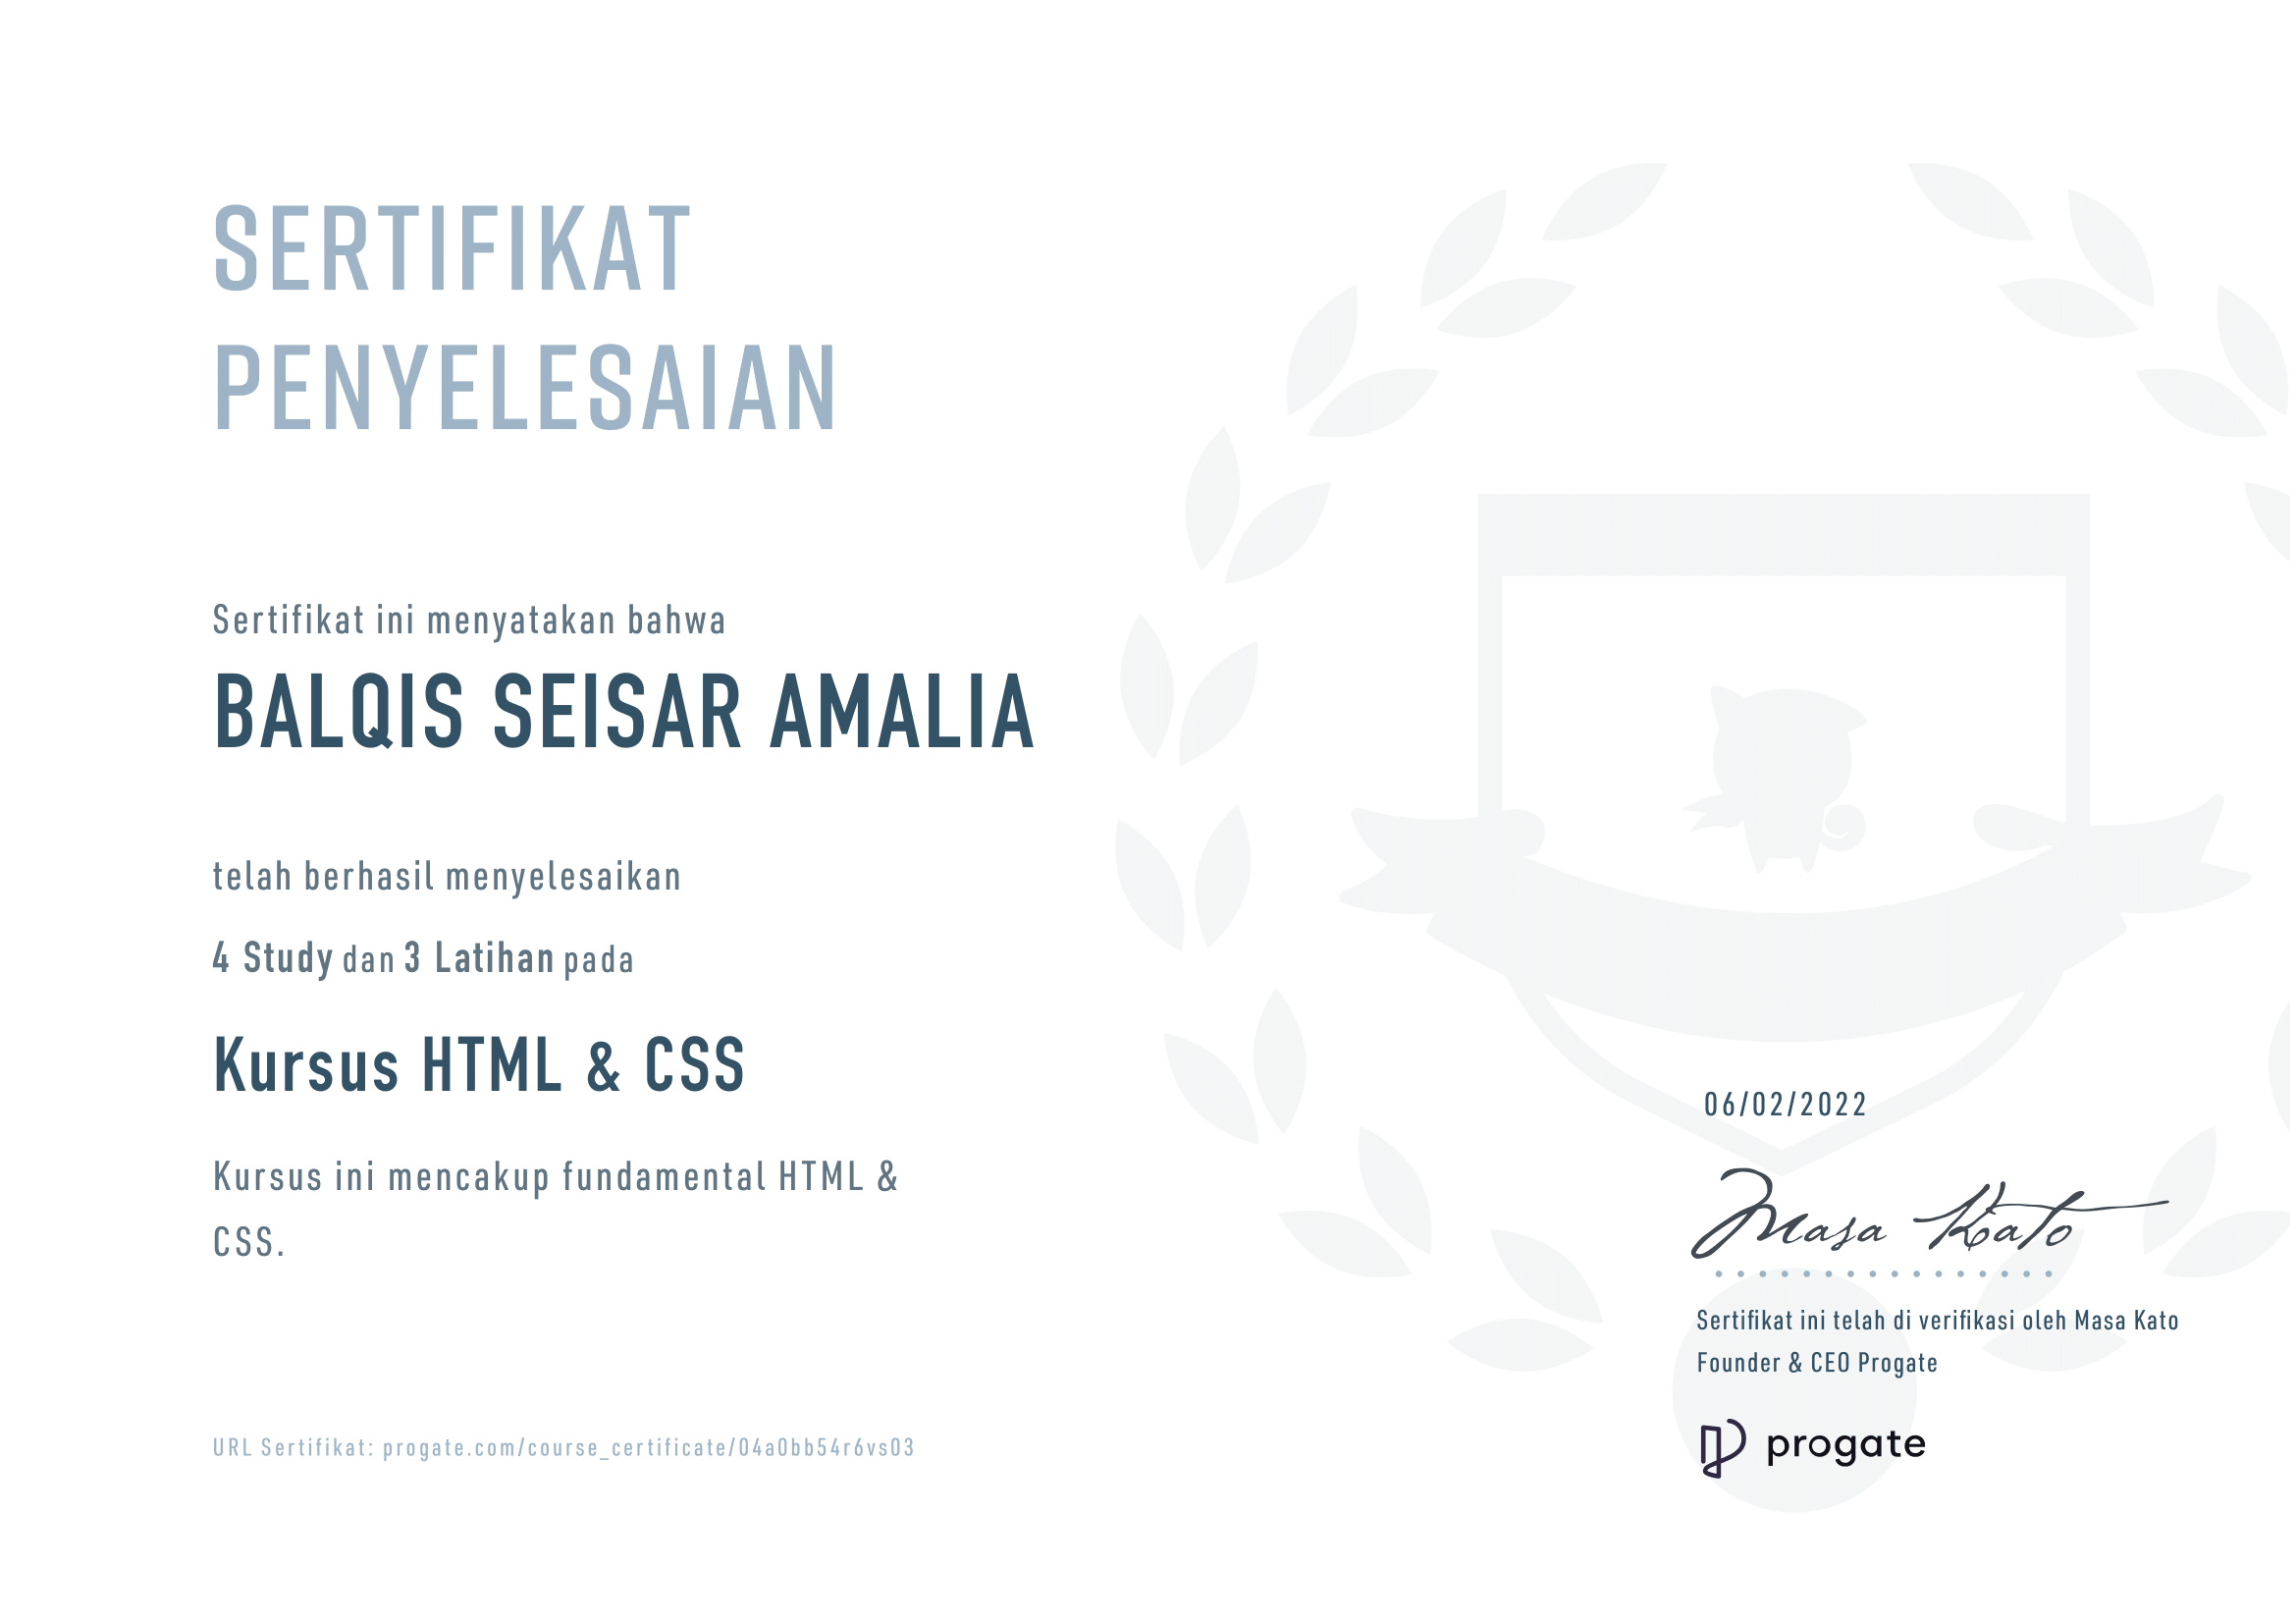 SERTIFIKAT
PENYELESAIAN
Sertifikat ini menyatakan bahwa
BALQIS SEISAR AMALIA
telah berhasil menyelesaikan
4 Study dan 3 Latihan pada
Kursus HTML & CSS
Kursus ini mencakup fundamental HTML &
CSS.
URL Sertifikat: progate.com/course_certificate/04a0bb54r6vs03
06/02/2022
Masa Kato
Sertifikat ini telah di verifikasi oleh Masa Kato
Founder & CEO Progate
progate